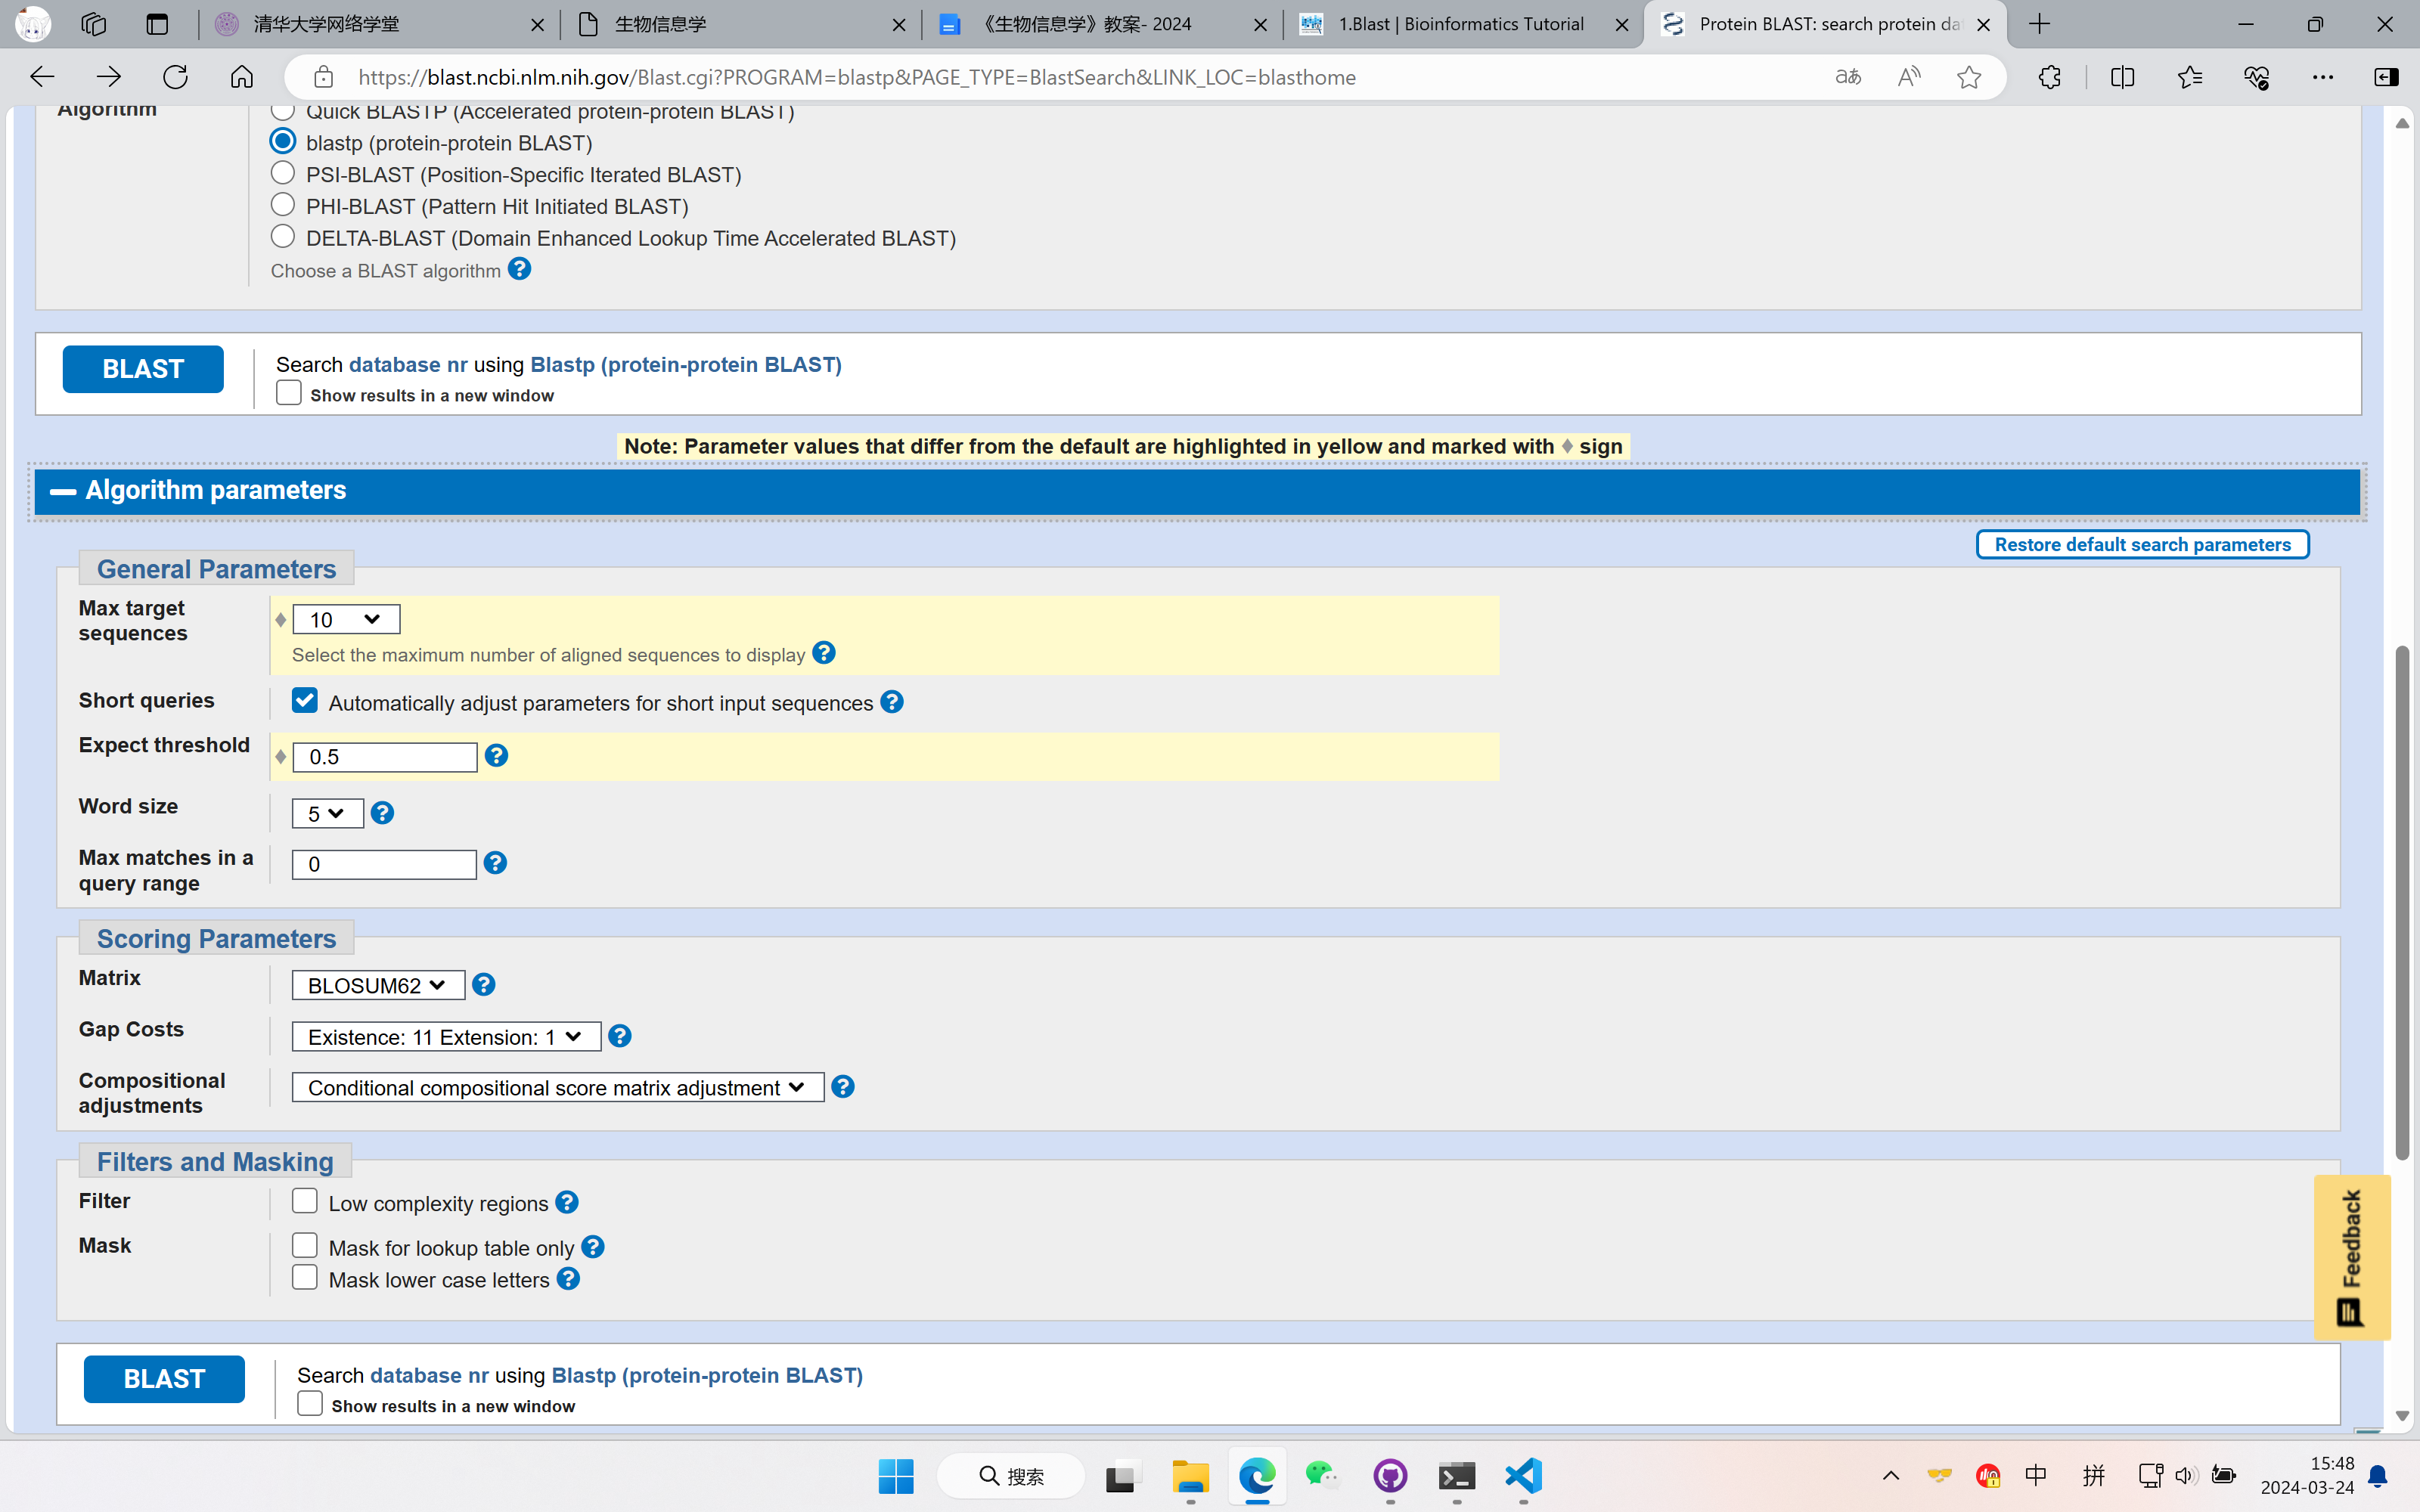 清华大学网络学堂
生物信息学
《生物信息学》教案- 2024
1.Blast | Bioinformatics Tutorial
Protein BLAST: search protein da
https://blast.ncbi.nlm.nih.gov/Blast.cgi?PROGRAM=blastp&PAGE_TYPE=BlastSearch&LINK_LOC=blasthome
Algorithm
Quick BLASTP (Accelerated protein-protein BLAST)
blastp (protein-protein BLAST)
PSI-BLAST (Position-Specific Iterated BLAST)
PHI-BLAST (Pattern Hit Initiated BLAST)
DELTA-BLAST (Domain Enhanced Lookup Time Accelerated BLAST)
Choose a BLAST algorithm ?
BLAST
Search database nr using Blastp (protein-protein BLAST)
Show results in a new window
Note: Parameter values that differ from the default are highlighted in yellow and marked with ♦ sign
Algorithm parameters
Restore default search parameters
General Parameters
Max target sequences
10
Select the maximum number of aligned sequences to display ?
Short queries
Automatically adjust parameters for short input sequences ?
Expect threshold
0.5 ?
Word size
5 ?
Max matches in a query range
0 ?
Scoring Parameters
Matrix
BLOSUM62 ?
Gap Costs
Existence: 11 Extension: 1 ?
Compositional adjustments
Conditional compositional score matrix adjustment ?
Filters and Masking
Filter
Low complexity regions ?
Mask
Mask for lookup table only ?
Mask lower case letters ?
Feedback
BLAST
Search database nr using Blastp (protein-protein BLAST)
Show results in a new window
搜索
中
拼
15:48
2024-03-24